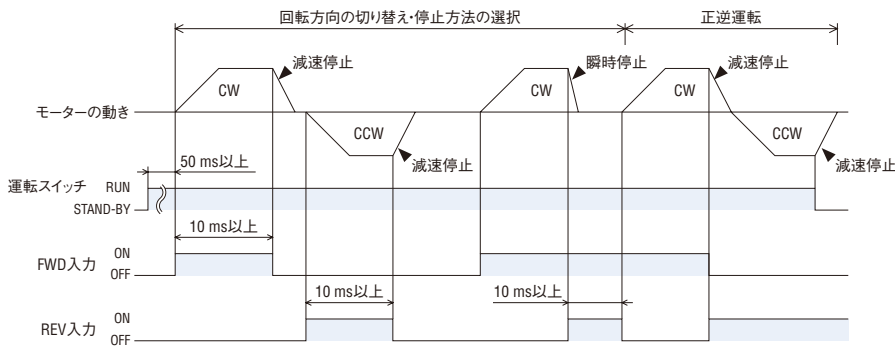 回転方向の切り替え・停止方法の選択
正逆運転
減速停止
瞬時停止
減速停止
CW
CW
CW
モーターの動き
CCW
CCW
減速停止
減速停止
50 ms以上
運転スイッチ
RUN
STAND-BY
10 ms以上
FWD入力
ON
OFF
10 ms以上
10 ms以上
REV入力
ON
OFF